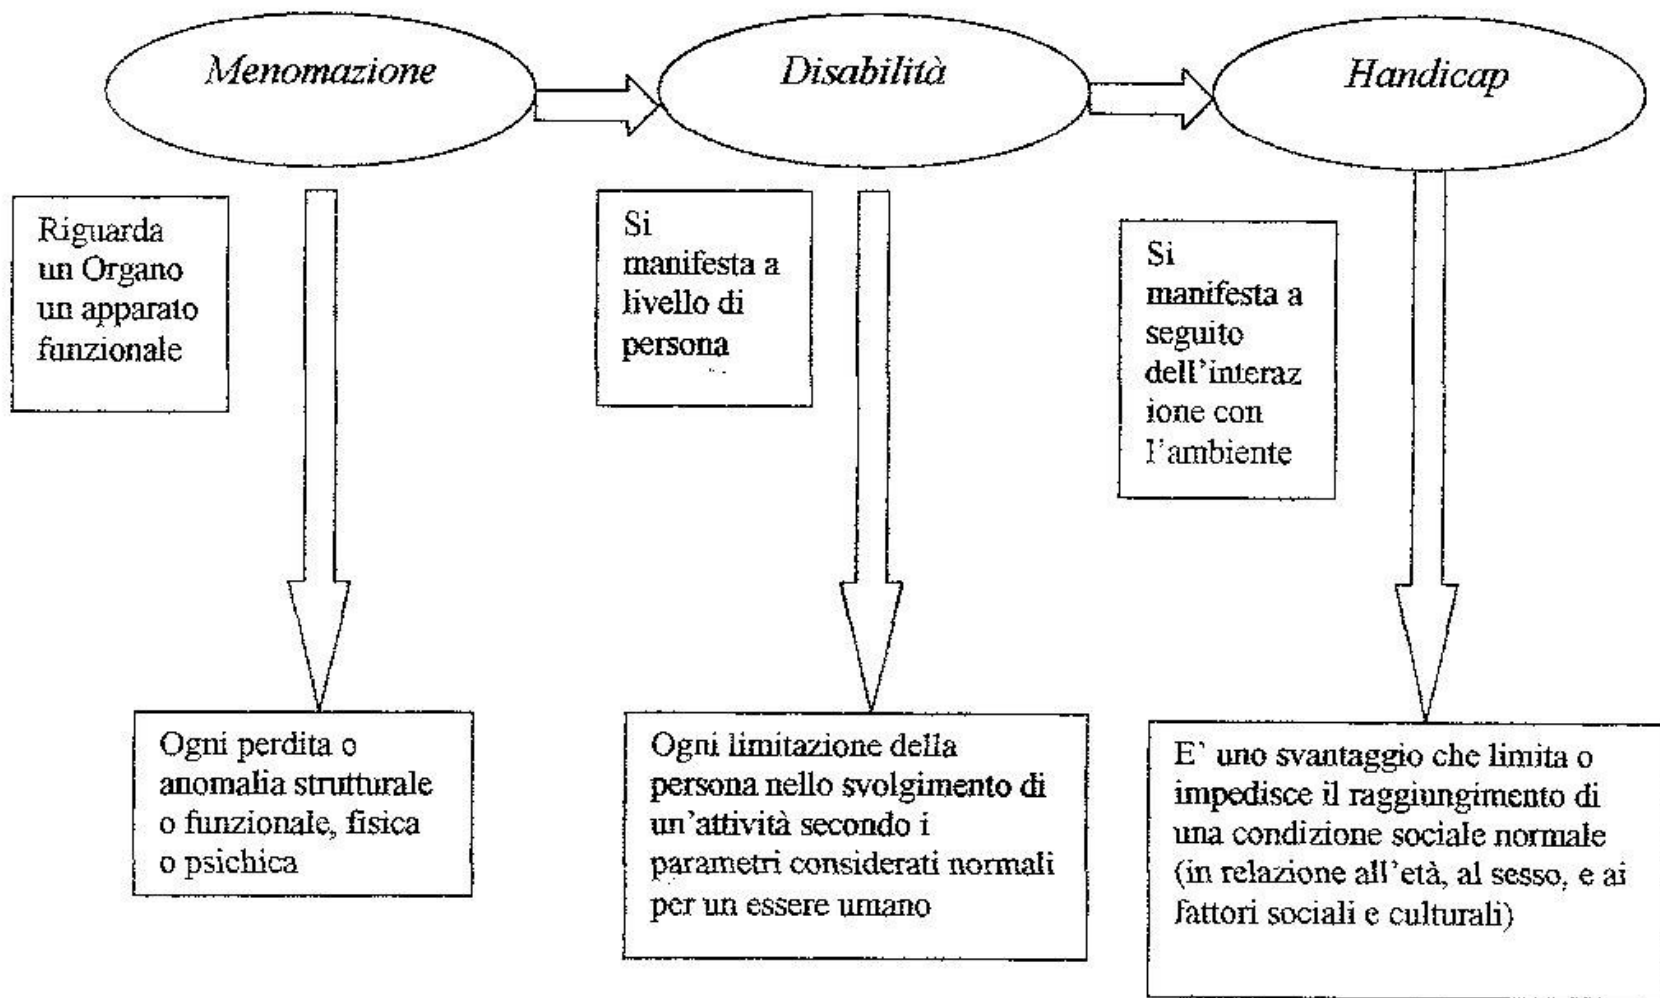 Menomazione
Disabilità
Handicap
Riguarda
un Organo
un apparato
funzionale
Si
manifesta a
livello di
persona
Si
manifesta a
seguito
dell'interaz
ione con
l'ambiente
Ogni perdita o
anomalia strutturale
o funzionale, fisica
o psichica
Ogni limitazione della
persona nello svolgimento di
un'attività secondo i
parametri considerati normali
per un essere umano
E' uno svantaggio che limita o
impedisce il raggiungimento di
una condizione sociale normale
(in relazione all'età, al sesso, e ai
fattori sociali e culturali)